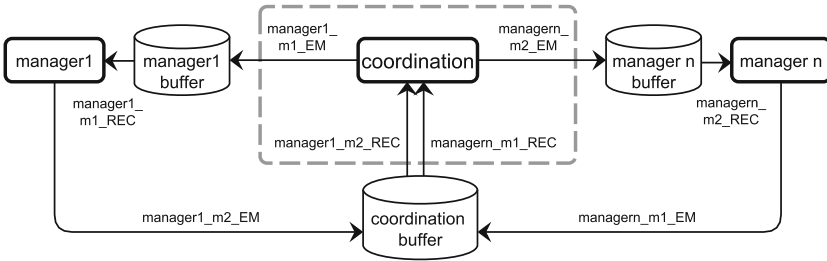 manager1_
m1_EM
managern_
m2_EM
manager1
manager1
buffer
coordination
manager n
buffer
manager n
manager1_
m1_REC
managern_
m2_REC
manager1_m2_REC
managern_m1_REC
manager1_m2_EM
coordination
buffer
managern_m1_EM